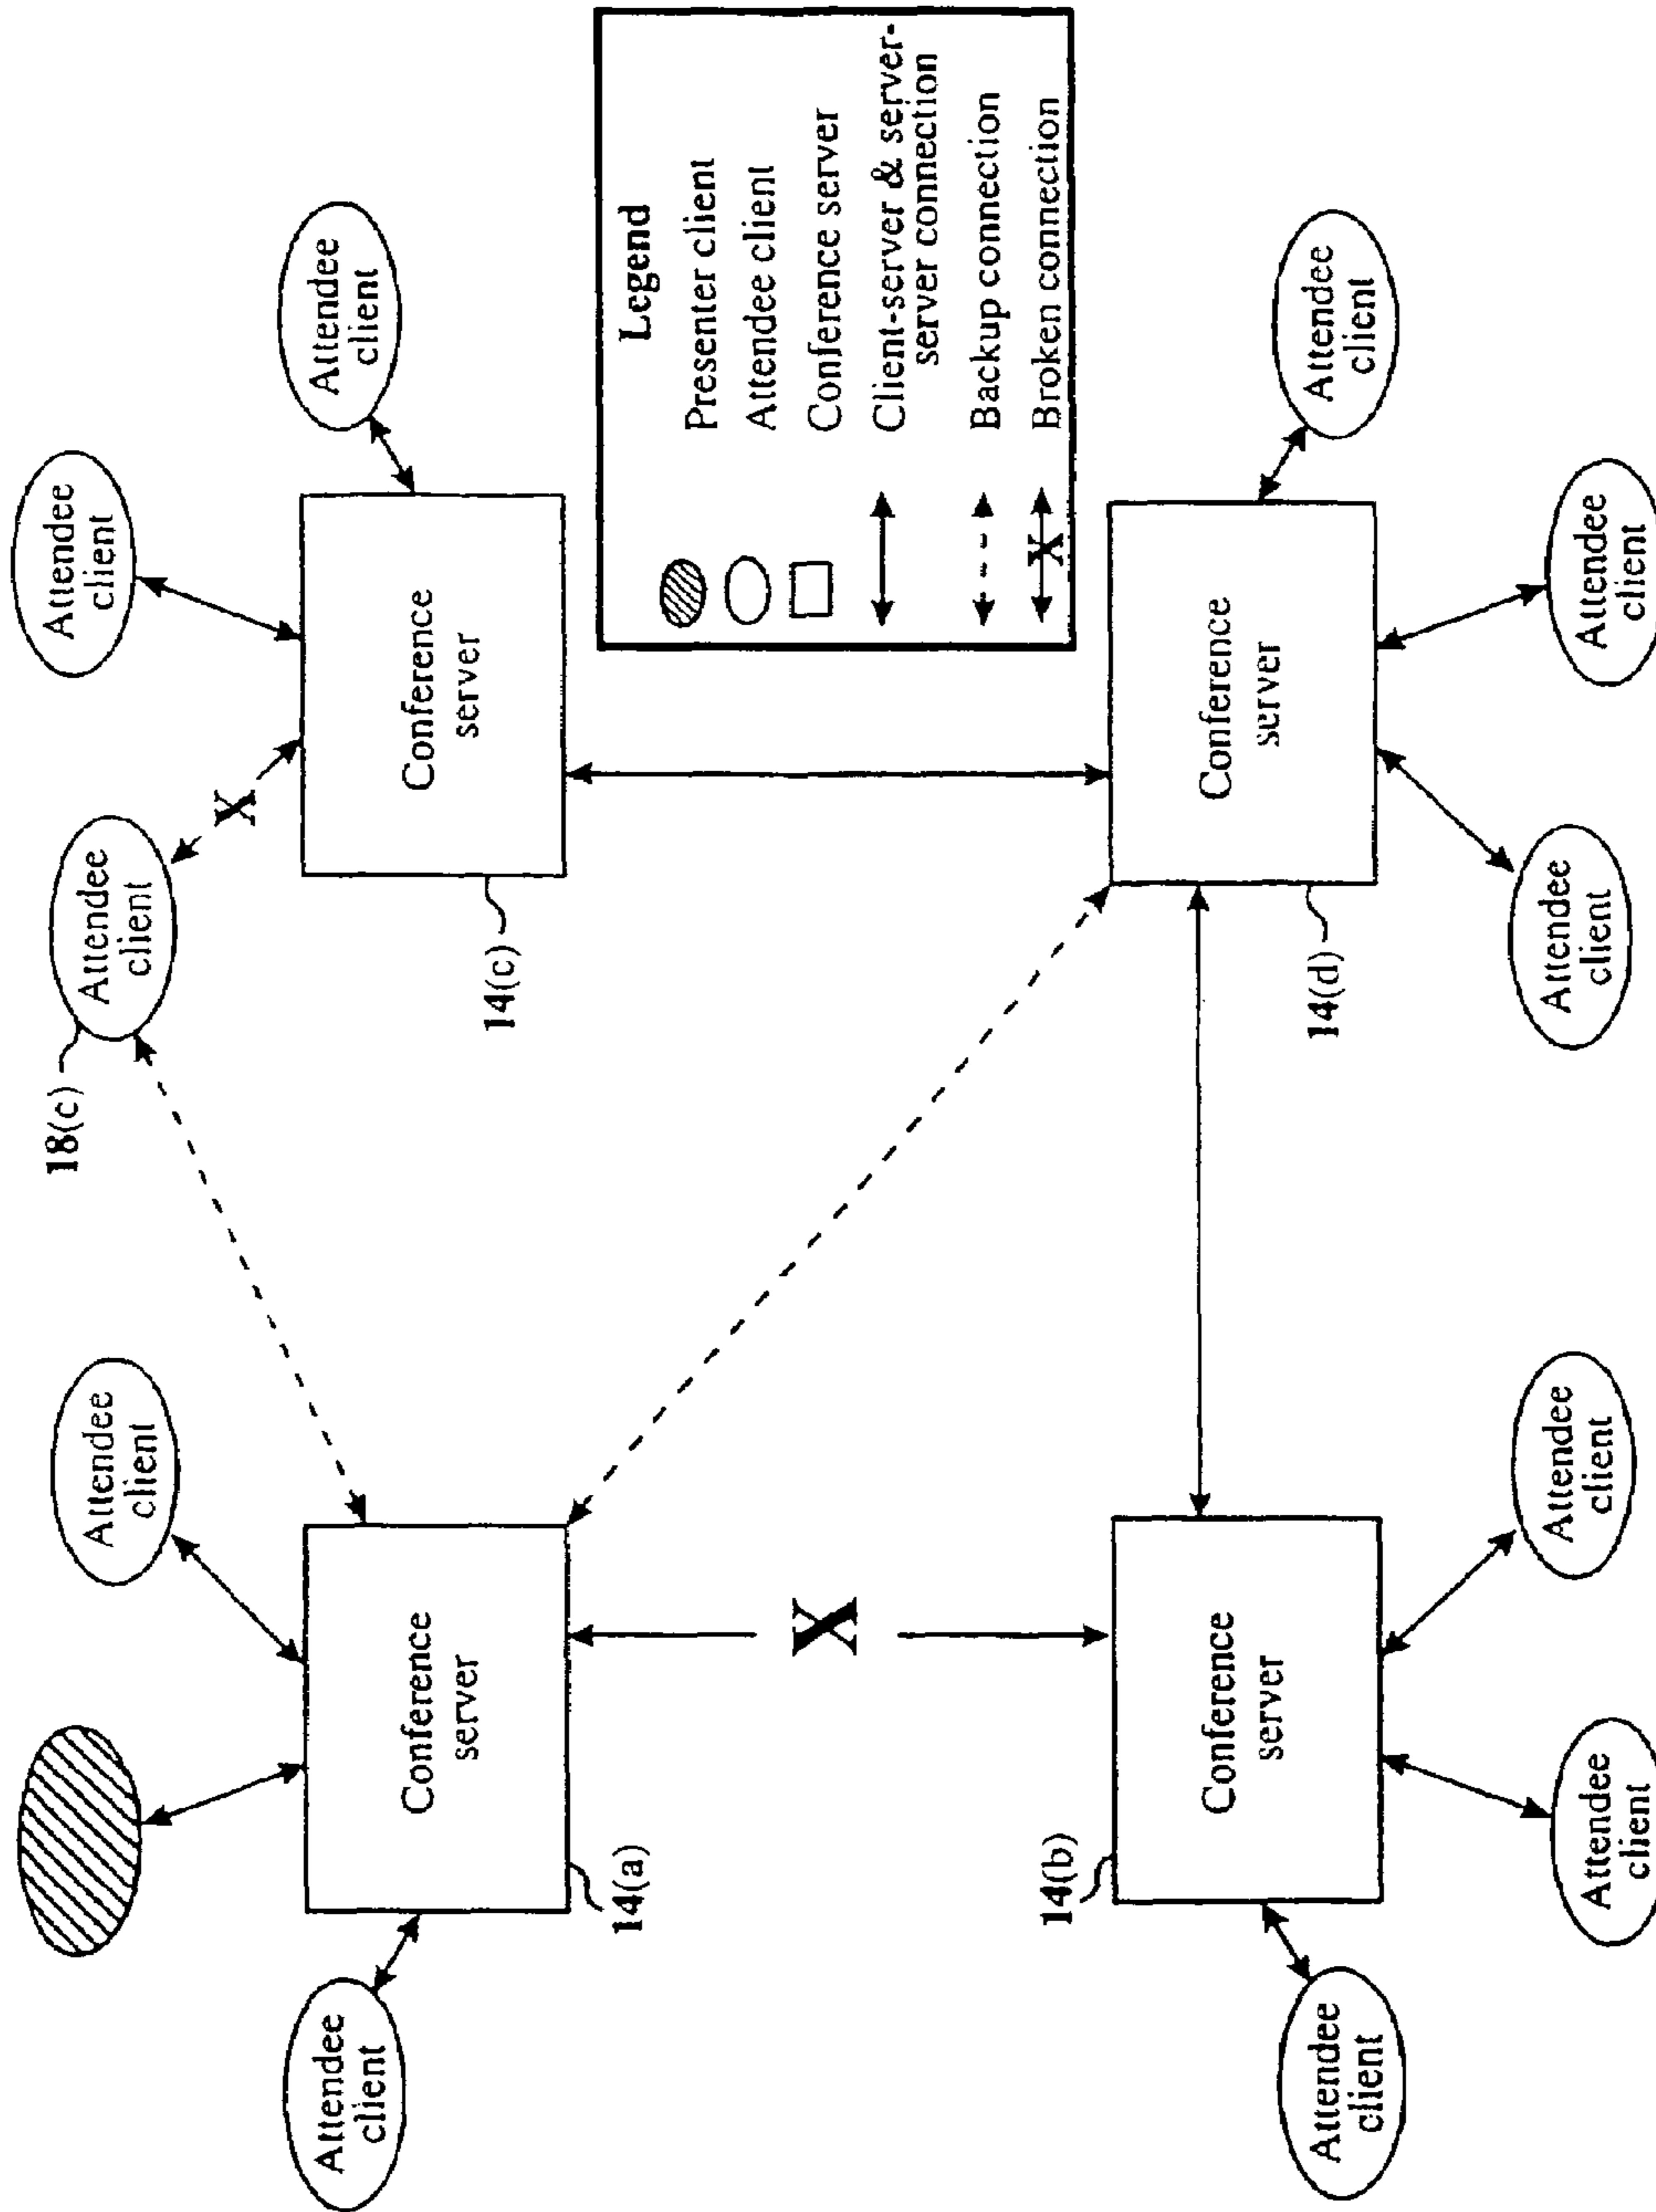 Attendee
client
Attendee
client
Attendee
client
18(c)
Attendee
client
Attendee
client
X
Conference
server
14(a)
Conference
server
14(c)
X
Legend
Presenter client
Attendee client
Conference server
Client-server & server-
server connection
Backup connection
X
Broken connection
14(b)
Conference
server
14(d)
Conference
server
Attendee
client
Attendee
client
Attendee
client
Attendee
client
Attendee
client
Attendee
client